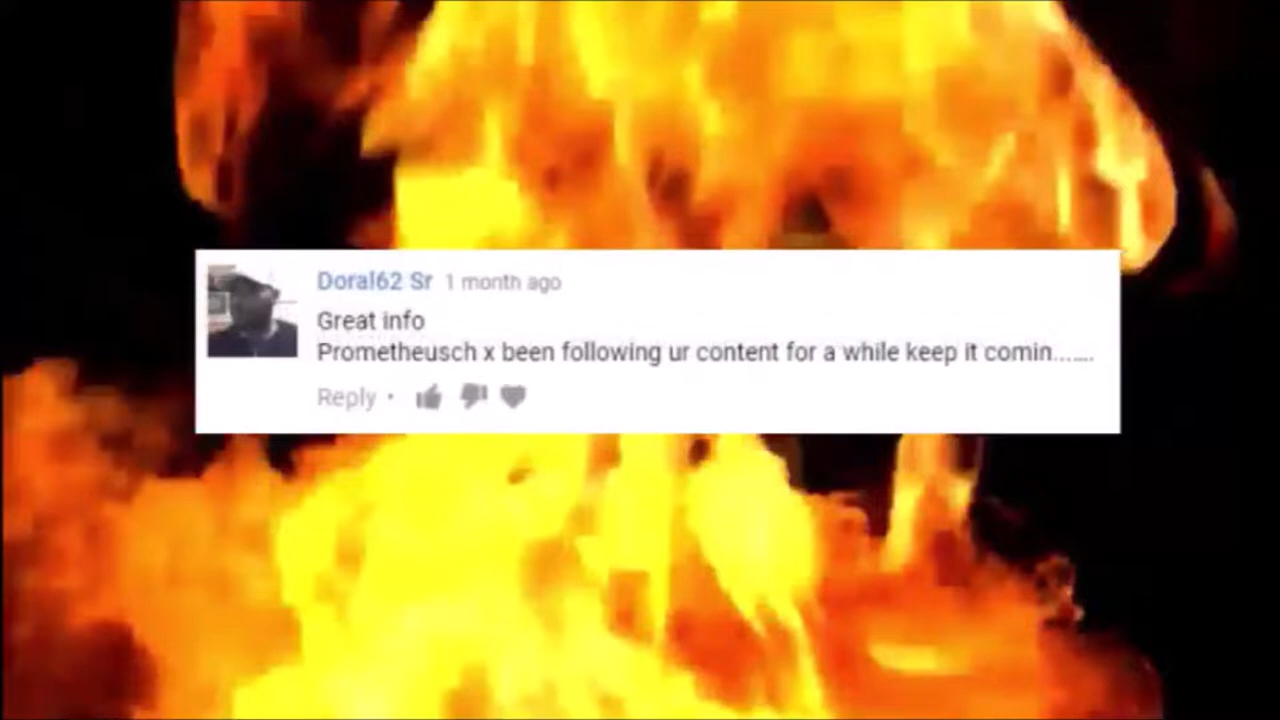 Doral62 Sr 1 month ago
Great info
Prometheusch x been following ur content for a while keep it comin.......
Reply •